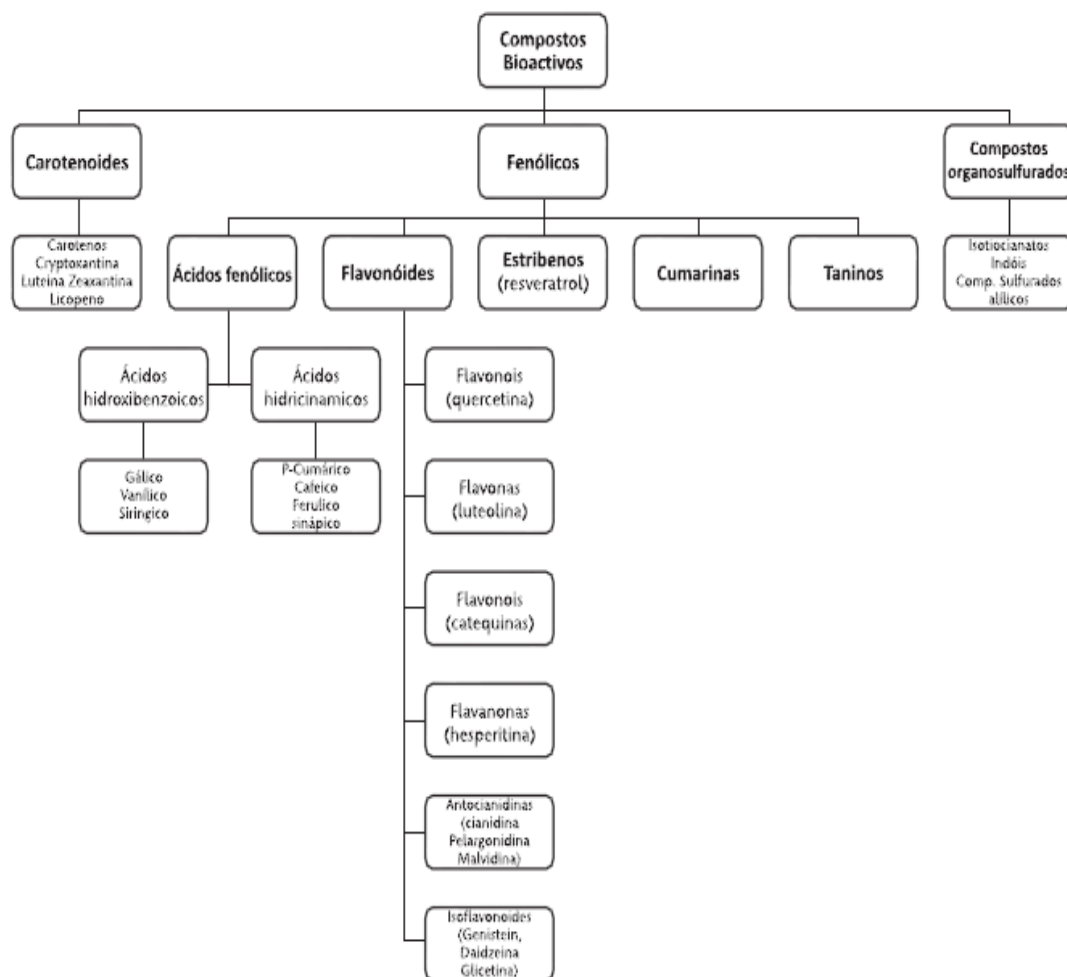 Compostos
Bioactivos
Carotenoides
Fenólicos
Compostos
organosulfurados
Carotenos
Cryptoxantina
Luteína Zeaxantina
Licopeno
Ácidos fenólicos
Flavonóides
Estribenos
(resveratrol)
Cumarinas
Taninos
Isotiocianatos
Indóis
Comp. Sulfurados
alílicos
Ácidos
hidroxibenzoicos
Ácidos
hidricinamicos
Flavonois
(quercetina)
Gálico
Vanílico
Siringico
P-Cumárico
Cafeico
Ferulico
sinápico
Flavonas
(luteolina)
Flavonois
(catequinas)
Flavanonas
(hesperitina)
Antocianidinas
(cianidina
Pelargonidina
Malvidina)
Isoflavonoides
(Genistein,
Daidzeina
Glicetina)